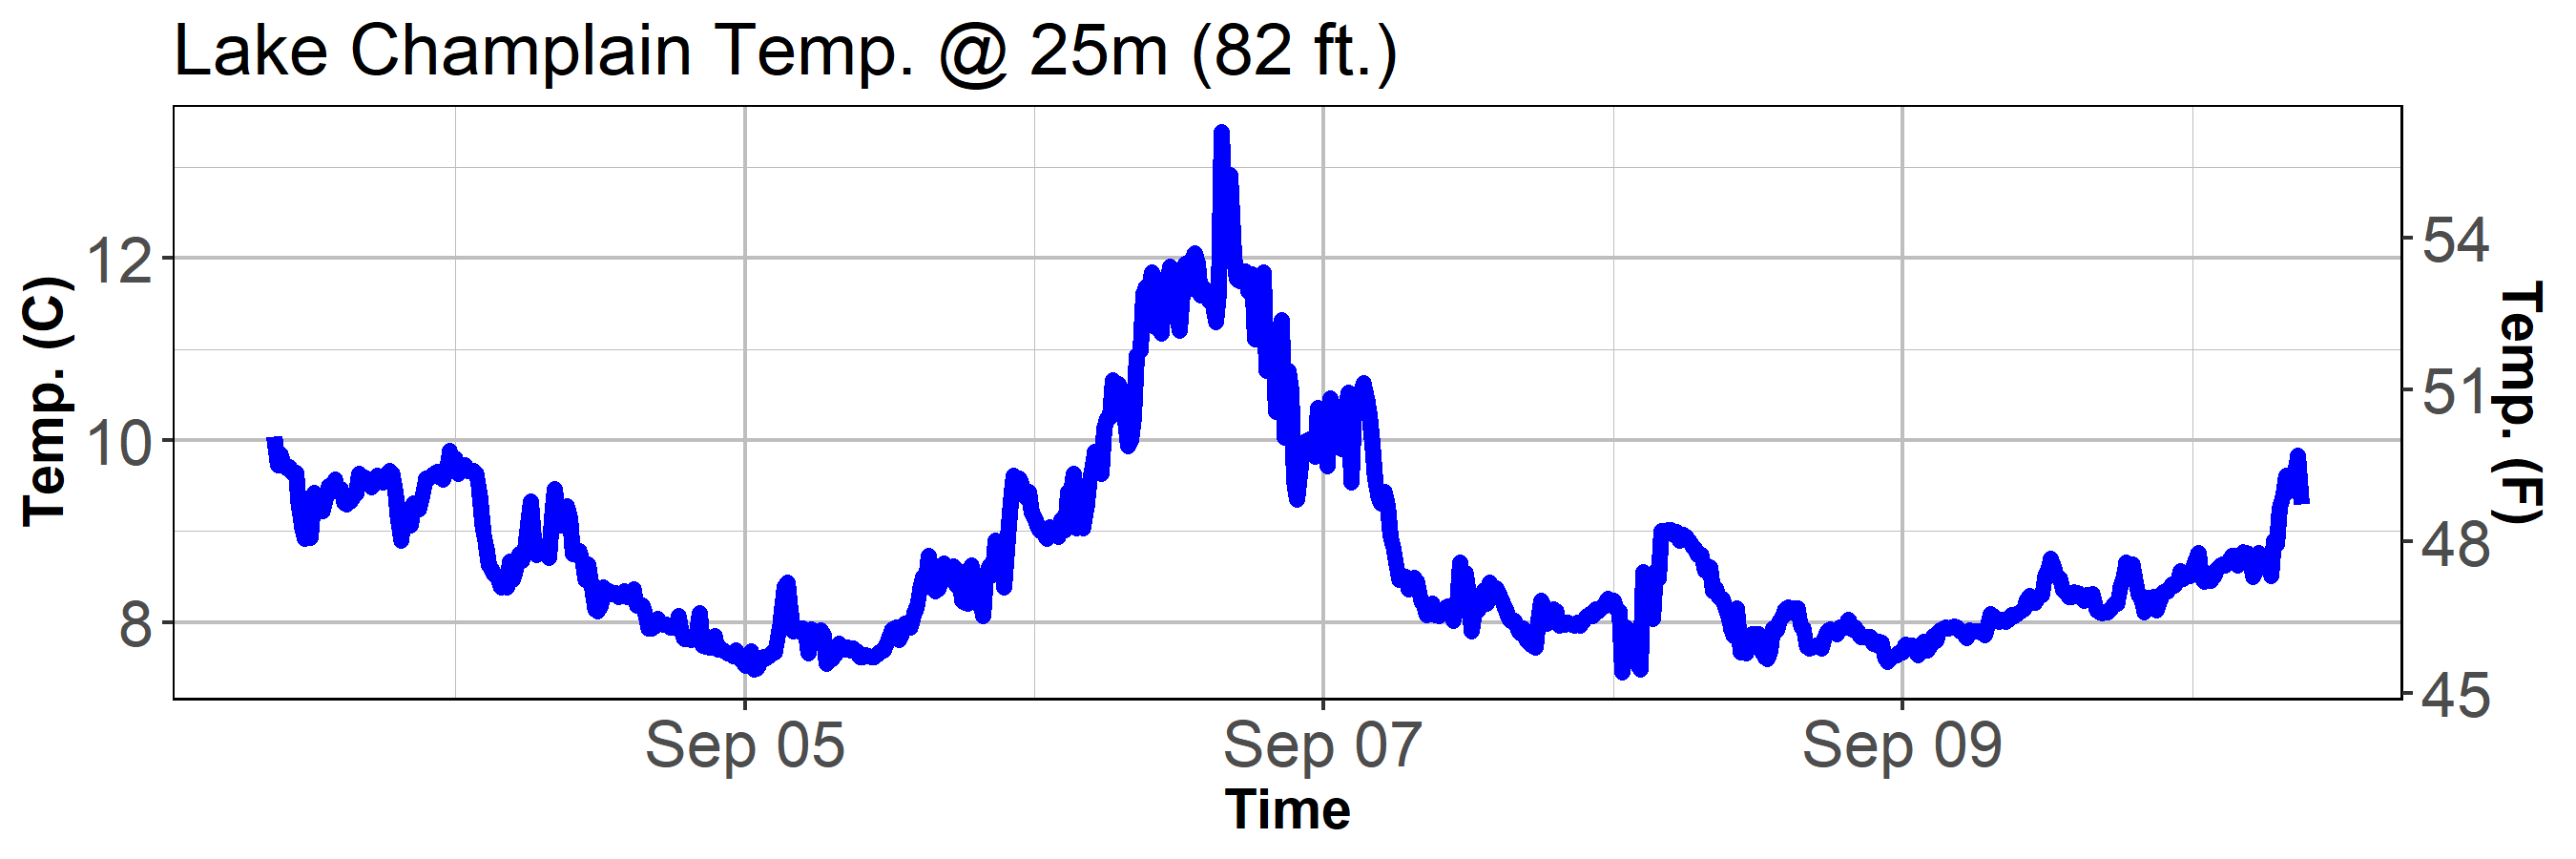 Lake Champlain Temp. @ 25m (82 ft.)
Temp. (C)
12
10
8
54
51
48
45
Temp. (F)
Sep 05 Sep 07 Sep 09
Time